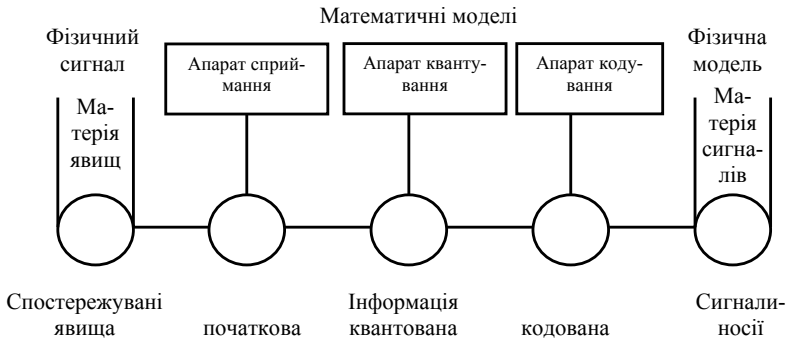 Математичні моделі
Фізичний
сигнал
Фізична
модель
Апарат сприй-
мання
Апарат кванту-
вання
Апарат коду-
вання
Ма-
терія
явищ
Ма-
терія
сигна-
лів
Спостережувані
явища
початкова
Інформація
квантована
кодована
Сигнали-
носії